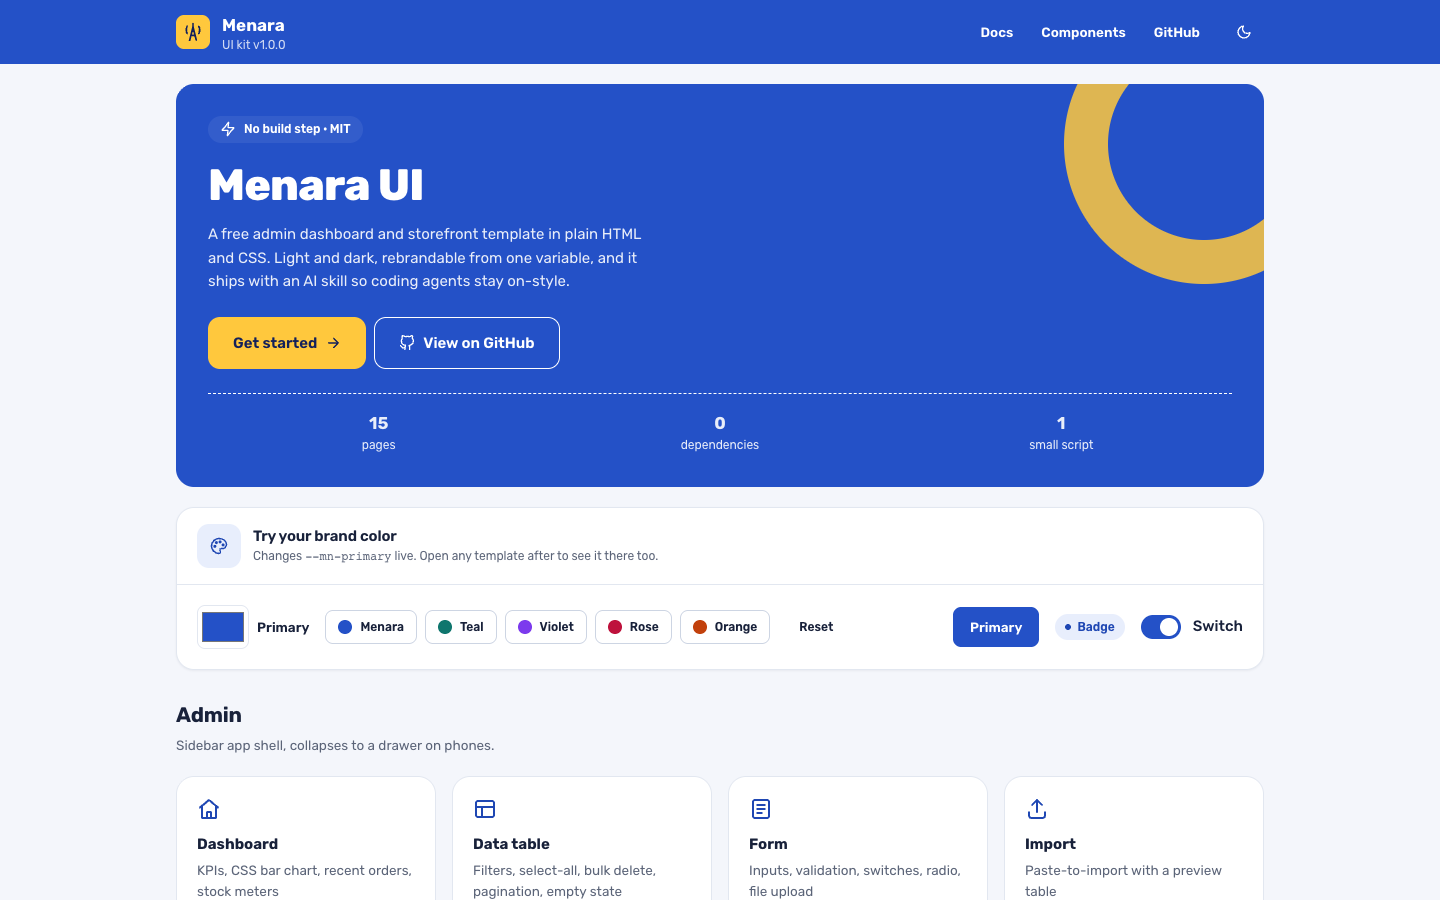 Menara
UI kit v1.0.0
Docs
Components
GitHub
No build step • MIT
Menara UI
A free admin dashboard and storefront template in plain HTML
and CSS. Light and dark, rebrandable from one variable, and it
ships with an AI skill so coding agents stay on-style.
Get started
View on GitHub
15
pages
0
dependencies
1
small script
Try your brand color
Changes --mn-primary live. Open any template after to see it there too.
Primary
Menara
Teal
Violet
Rose
Orange
Reset
Primary
Badge
Switch
Admin
Sidebar app shell, collapses to a drawer on phones.
Dashboard
KPIs, CSS bar chart, recent orders,
stock meters
Data table
Filters, select-all, bulk delete,
pagination, empty state
Form
Inputs, validation, switches, radio,
file upload
Import
Paste-to-import with a preview
table